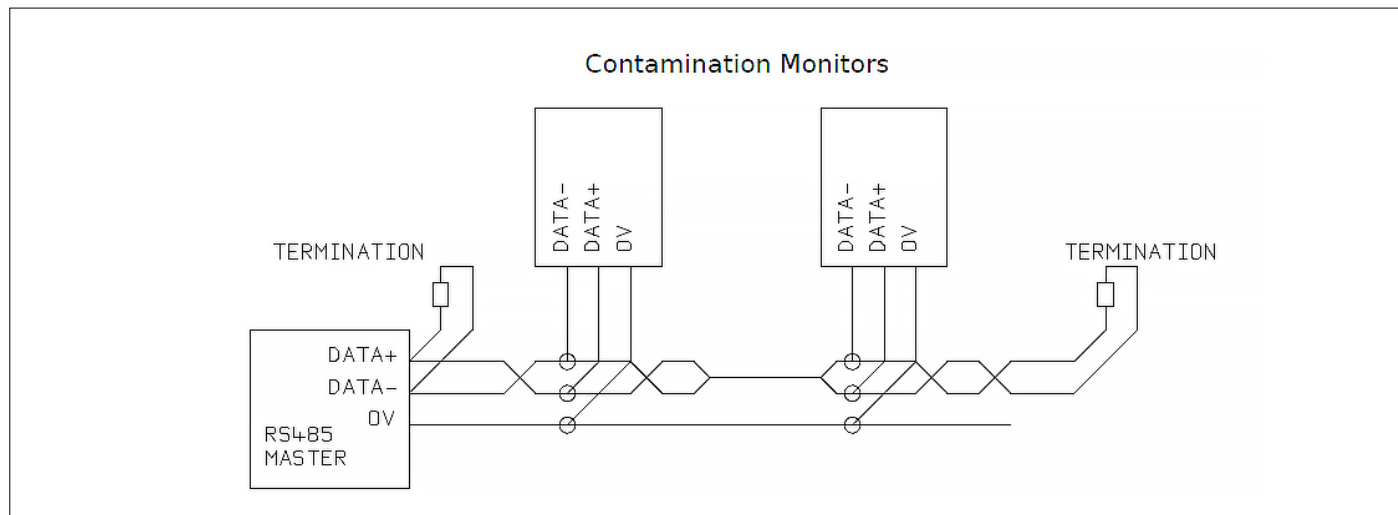 Contamination Monitors
DATA-
DATA+
0V
DATA-
DATA+
0V
TERMINATION
TERMINATION
DATA+
DATA-
0V
RS485
MASTER